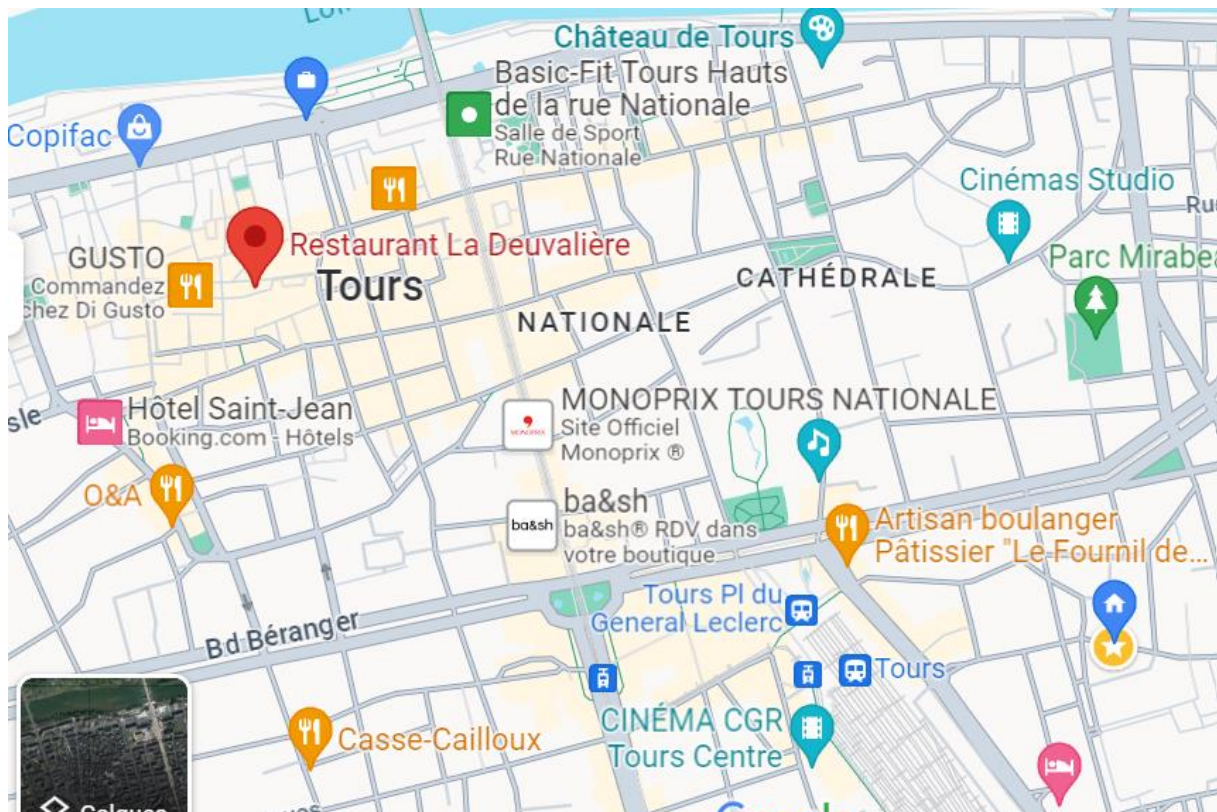 Château de Tours
Basic-Fit Tours Hauts
de la rue Nationale
Salle de Sport
Rue Nationale
Copifac
Cinémas Studio
Restaurant La Deuvalière
GUSTO
Commandez
chez Di Gusto
Tours
CATHÉDRALE
Parc Mirabea
NATIONALE
MONOPRIX TOURS NATIONALE
Site Officiel
Monoprix ®
MONOPRIX
Hôtel Saint-Jean
Booking.com - Hôtels
O&A
ba&sh
ba&sh
ba&sh® RDV dans
votre boutique
Artisan boulanger
Pâtissier "Le Fournil de...
Tours Pl du
General Leclerc
Bd Béranger
Tours
CINÉMA CGR
Tours Centre
Casse-Cailloux